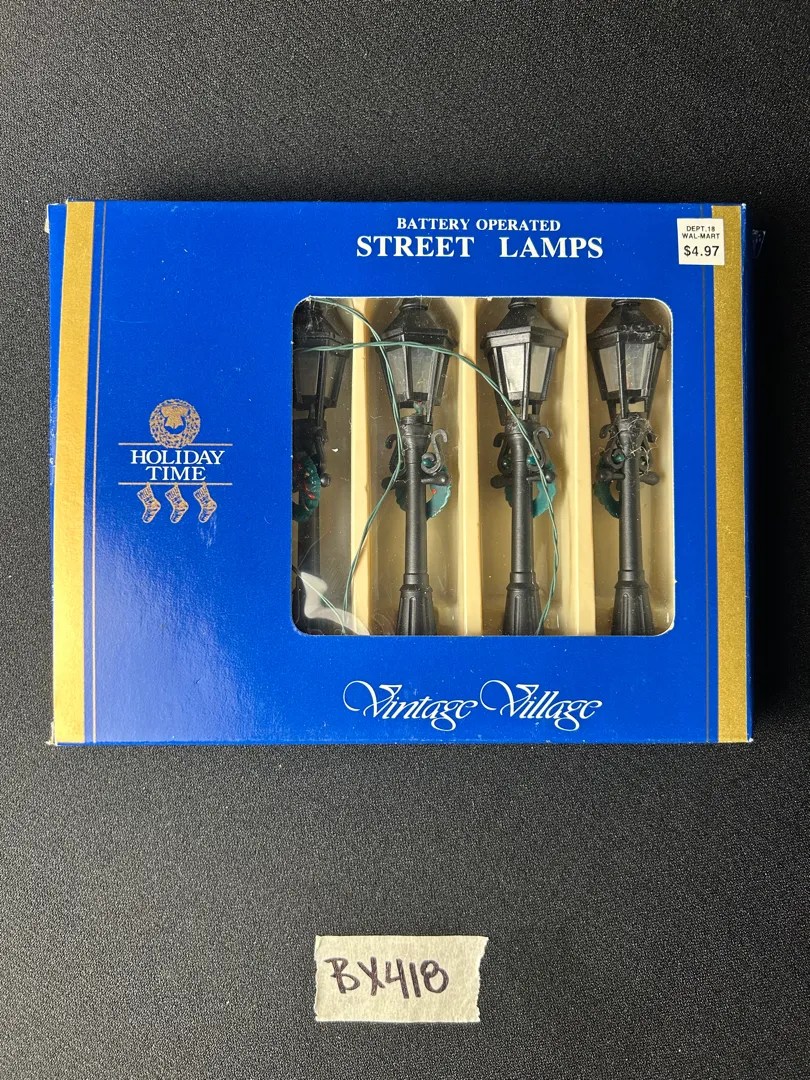 BATTERY OPERATED
STREET LAMPS
DEPT.18
WAL-MART
$4.97
HOLIDAY
TIME
Vintage Village
BX418